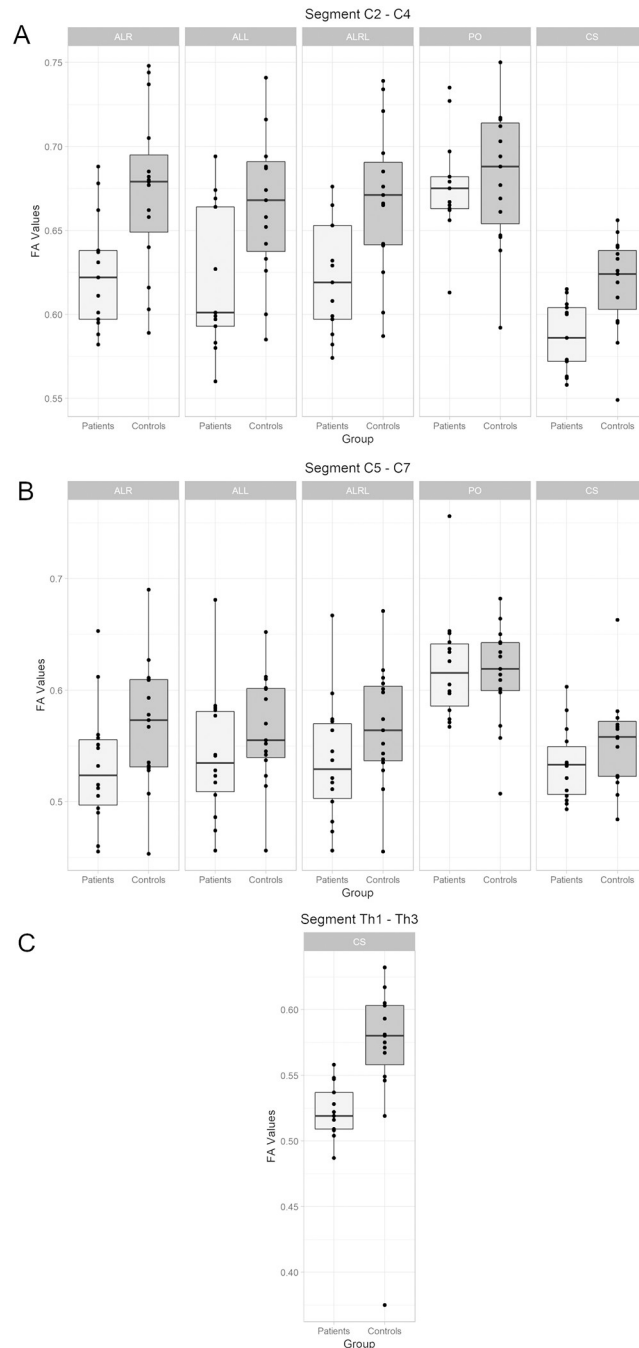 A
Segment C2 - C4
ALR ALL ALRL PO CS
FA Values
0.75
0.70
0.65
0.60
0.55
Patients Controls Patients Controls Patients Controls Patients Controls Patients Controls
Group
B
Segment C5 - C7
ALR ALL ALRL PO CS
FA Values
0.7
0.6
0.5
Patients Controls Patients Controls Patients Controls Patients Controls Patients Controls
Group
C
Segment Th1 - Th3
CS
FA Values
0.60
0.55
0.50
0.45
0.40
Patients Controls
Group